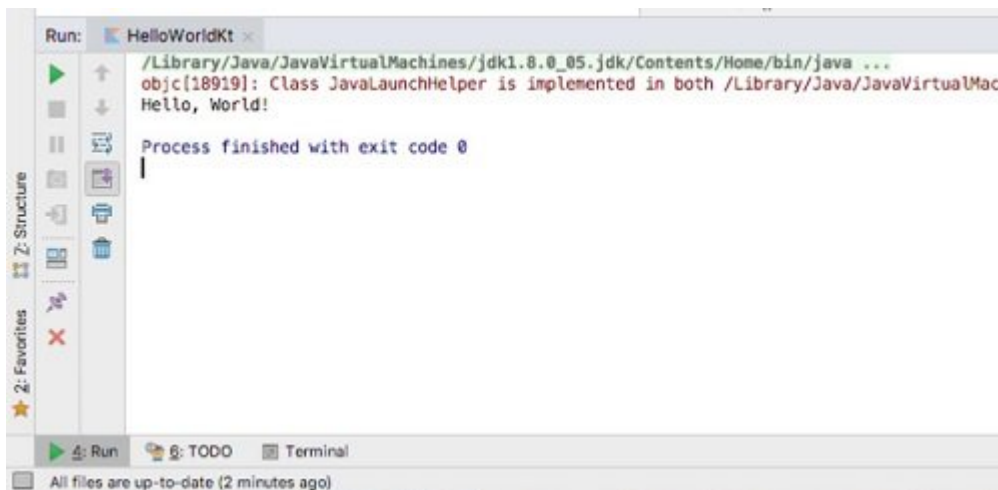 Run: HelloWorldKt
/Library/Java/JavaVirtualMachines/jdk1.8.0_05.jdk/Contents/Home/bin/java ...
objc[18919]: Class JavaLaunchHelper is implemented in both /Library/Java/JavaVirtualMac
Hello, World!
Process finished with exit code 0
Z: Structure
2: Favorites
4: Run 6: TODO Terminal
All files are up-to-date (2 minutes ago)